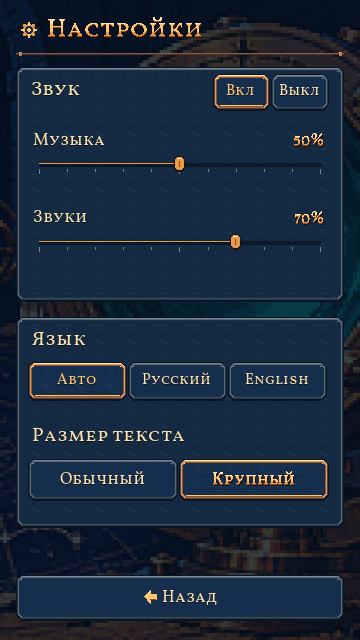 Настройки
Звук Вкл Выкл
Музыка 50%
Звуки 70%
Язык
Авто Русский English
Размер текста
Обычный Крупный
Назад